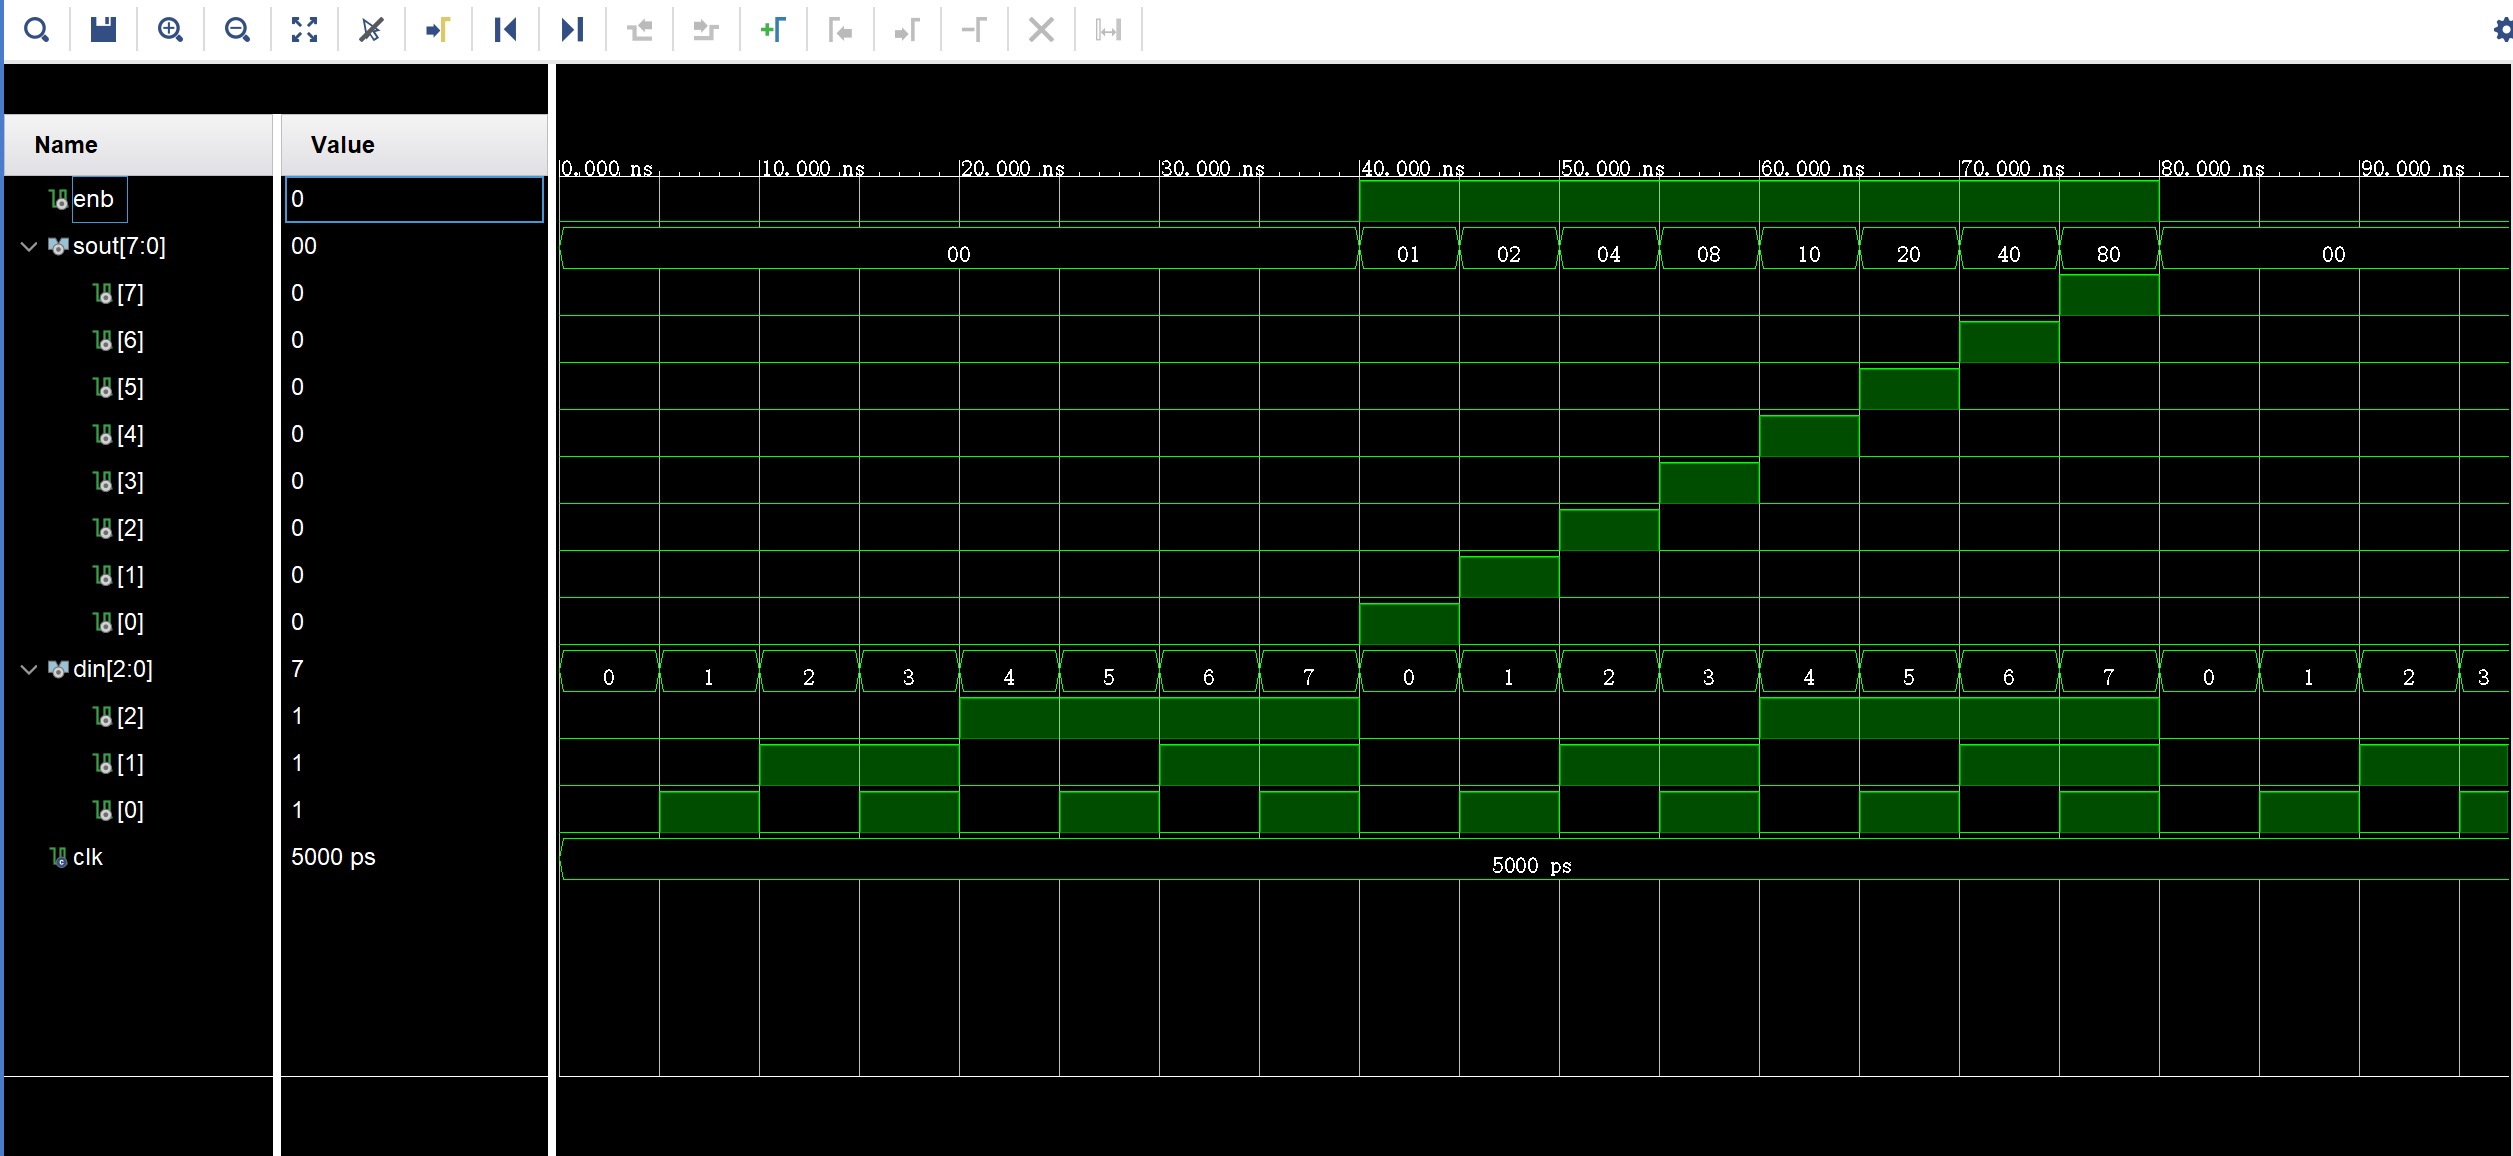 Name Value
0.000 ns 10.000 ns 20.000 ns 30.000 ns 40.000 ns 50.000 ns 60.000 ns 70.000 ns 80.000 ns 90.000 ns
enb 0
sout[7:0] 00 00 01 02 04 08 10 20 40 80 00
[7] 0
[6] 0
[5] 0
[4] 0
[3] 0
[2] 0
[1] 0
[0] 0
din[2:0] 7 0 1 2 3 4 5 6 7 0 1 2 3 4 5 6 7 0 1 2 3
[2] 1
[1] 1
[0] 1
clk 5000 ps 5000 ps